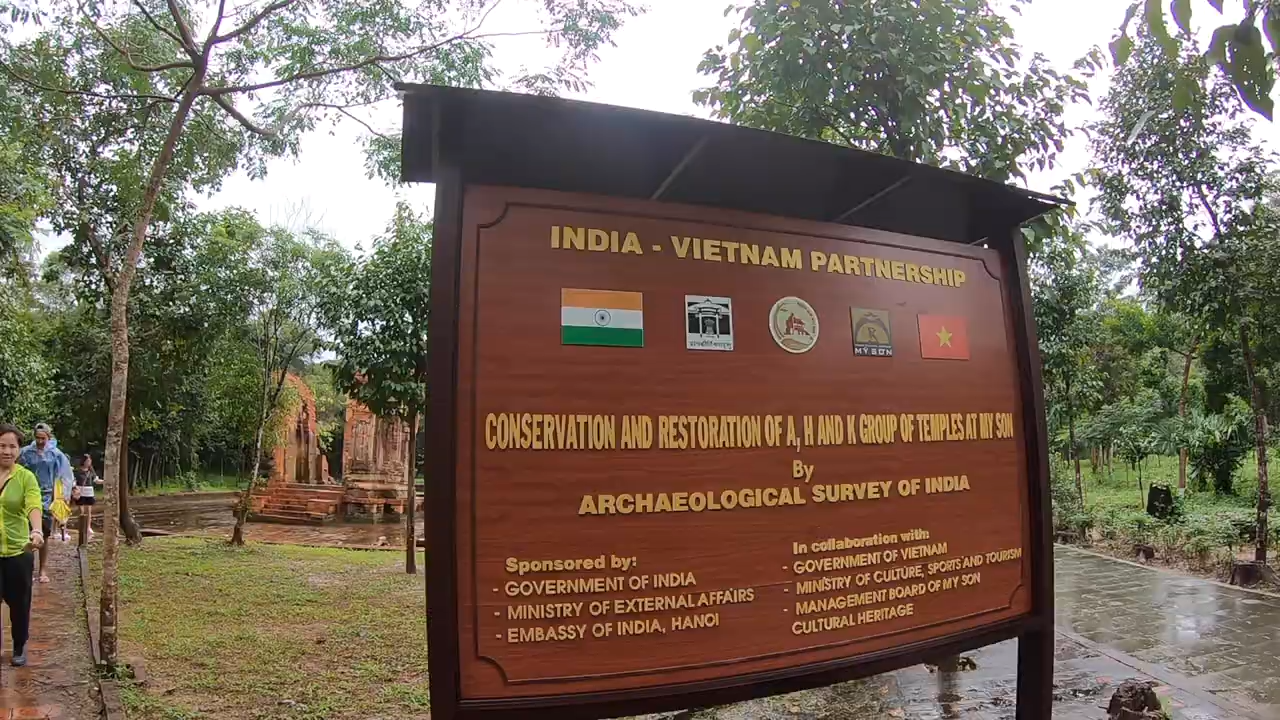 INDIA - VIETNAM PARTNERSHIP
MỸ SƠN
CONSERVATION AND RESTORATION OF A, H AND K GROUP OF TEMPLES AT MY SON
By
ARCHAEOLOGICAL SURVEY OF INDIA
Sponsored by:
- GOVERNMENT OF INDIA
- MINISTRY OF EXTERNAL AFFAIRS
- EMBASSY OF INDIA, HANOI
In collaboration with:
- GOVERNMENT OF VIETNAM
- MINISTRY OF CULTURE, SPORTS AND TOURISM
- MANAGEMENT BOARD OF MY SON
CULTURAL HERITAGE